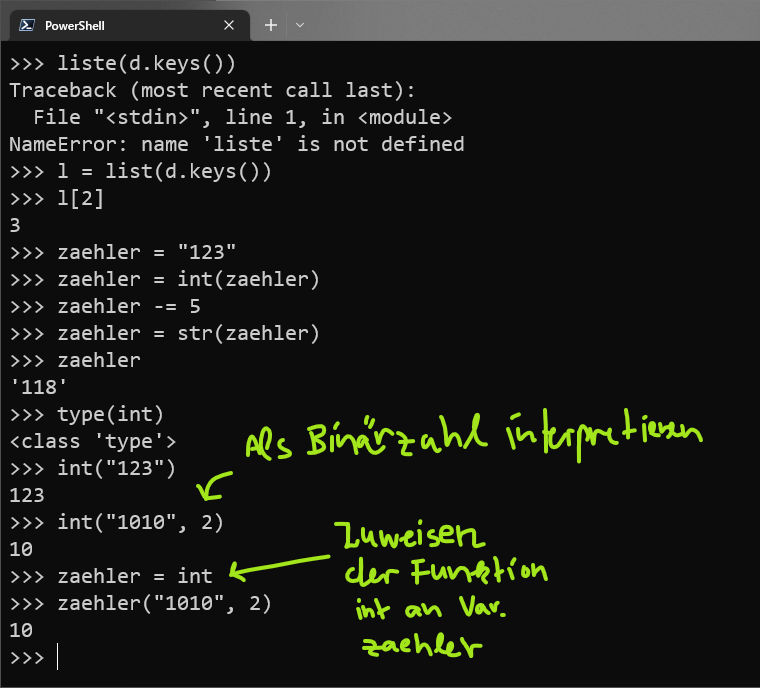 PowerShell
>>> liste(d.keys())
Traceback (most recent call last):
  File "<stdin>", line 1, in <module>
NameError: name 'liste' is not defined
>>> l = list(d.keys())
>>> l[2]
3
>>> zaehler = "123"
>>> zaehler = int(zaehler)
>>> zaehler -= 5
>>> zaehler = str(zaehler)
>>> zaehler
'118'
>>> type(int)
<class 'type'>
Als Binärzahl interpretieren
>>> int("123")
123
>>> int("1010", 2)
10
>>> zaehler = int
>>> zaehler("1010", 2)
10
>>>
Zuweisen
der Funktion
int an Var.
zaehler